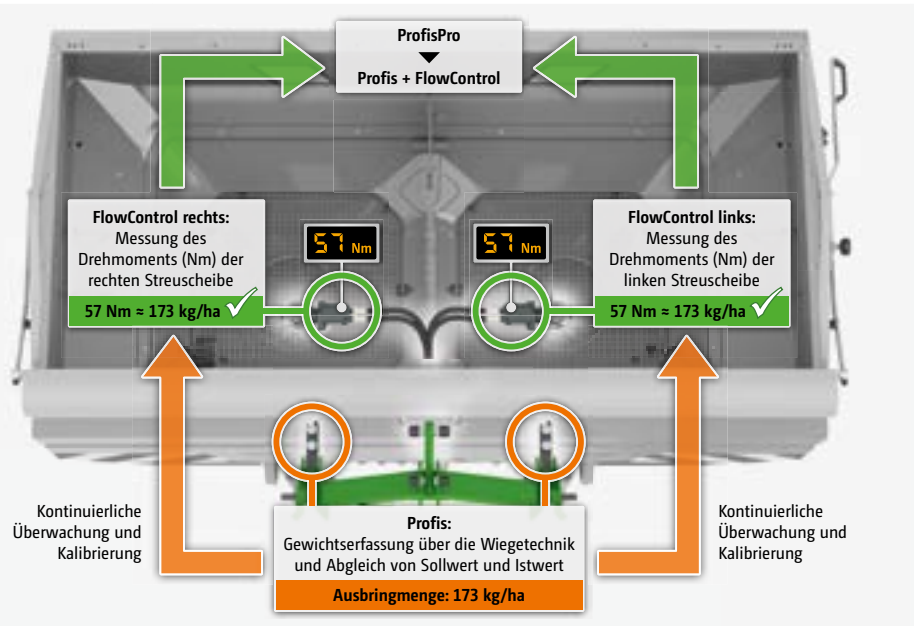 ProfisPro
Profis + FlowControl
FlowControl rechts:
Messung des
Drehmoments (Nm) der
rechten Streuscheibe
57 Nm ≈ 173 kg/ha
57 Nm
57 Nm
FlowControl links:
Messung des
Drehmoments (Nm) der
linken Streuscheibe
57 Nm ≈ 173 kg/ha
Kontinuierliche
Überwachung und
Kalibrierung
Profis:
Gewichtserfassung über die Wiegetechnik
und Abgleich von Sollwert und Istwert
Ausbringmenge: 173 kg/ha
Kontinuierliche
Überwachung und
Kalibrierung